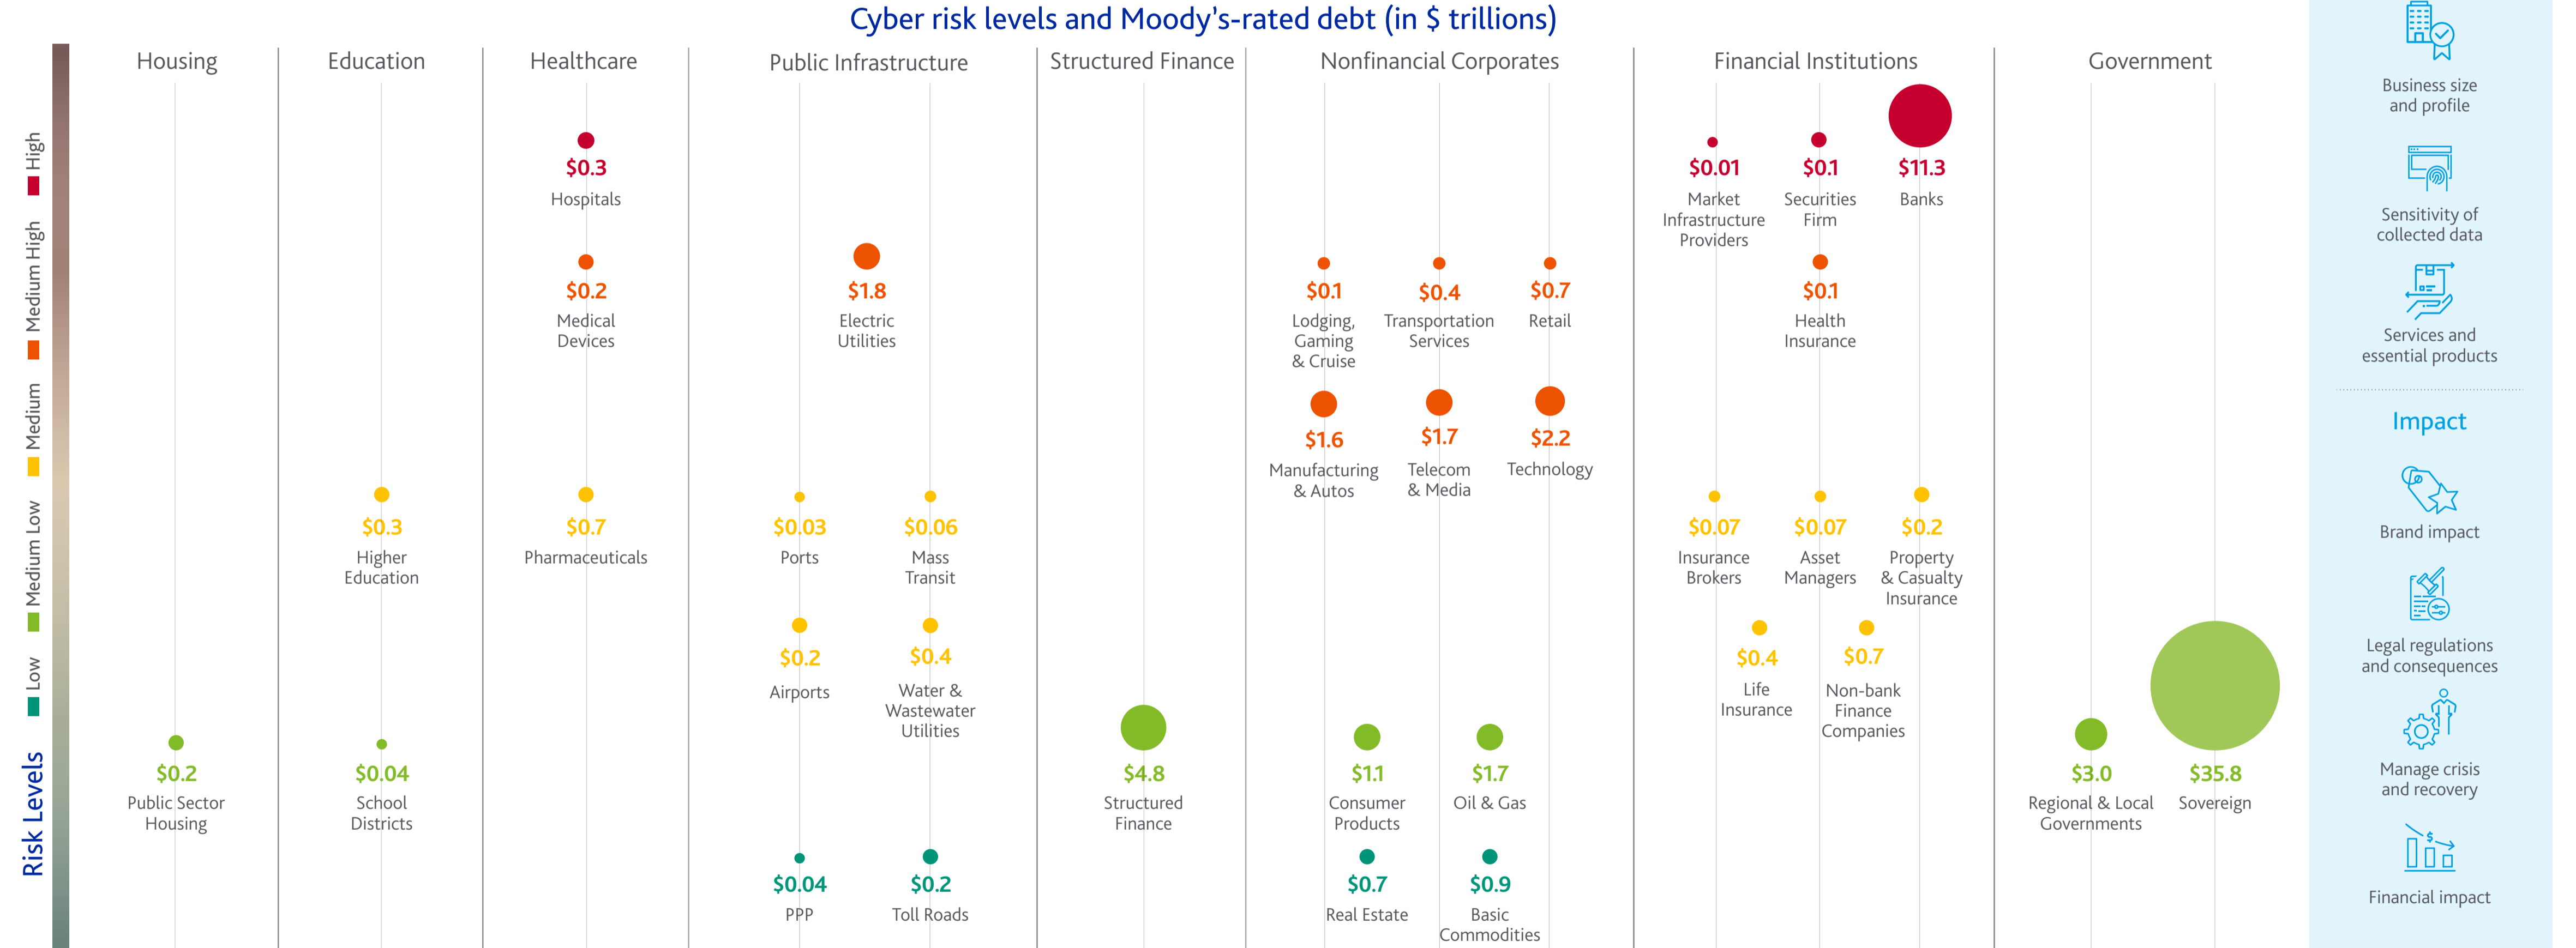 Cyber risk levels and Moody's-rated debt (in $ trillions)
Housing
Education
Healthcare
Public Infrastructure
Structured Finance
Nonfinancial Corporates
Financial Institutions
Government
High
Medium High
Medium
Medium Low
Low
Risk Levels
$0.3
Hospitals
$0.01
Market
Infrastructure
Providers
$0.1
Securities
Firm
$11.3
Banks
$0.2
Medical
Devices
$1.8
Electric
Utilities
$0.1
Lodging,
Gaming
& Cruise
$0.4
Transportation
Services
$0.7
Retail
$0.1
Health
Insurance
$1.6
Manufacturing
& Autos
$1.7
Telecom
& Media
$2.2
Technology
$0.3
Higher
Education
$0.7
Pharmaceuticals
$0.03
Ports
$0.06
Mass
Transit
$0.07
Insurance
Brokers
$0.07
Asset
Managers
$0.2
Property
& Casualty
Insurance
$0.2
Airports
$0.4
Water &
Wastewater
Utilities
$0.4
Life
Insurance
$0.7
Non-bank
Finance
Companies
$0.2
Public Sector
Housing
$0.04
School
Districts
$4.8
Structured
Finance
$1.1
Consumer
Products
$1.7
Oil & Gas
$3.0
Regional & Local
Governments
$35.8
Sovereign
$0.04
PPP
$0.2
Toll Roads
$0.7
Real Estate
$0.9
Basic
Commodities
Business size
and profile
Sensitivity of
collected data
Services and
essential products
Impact
Brand impact
Legal regulations
and consequences
Manage crisis
and recovery
$
Financial impact